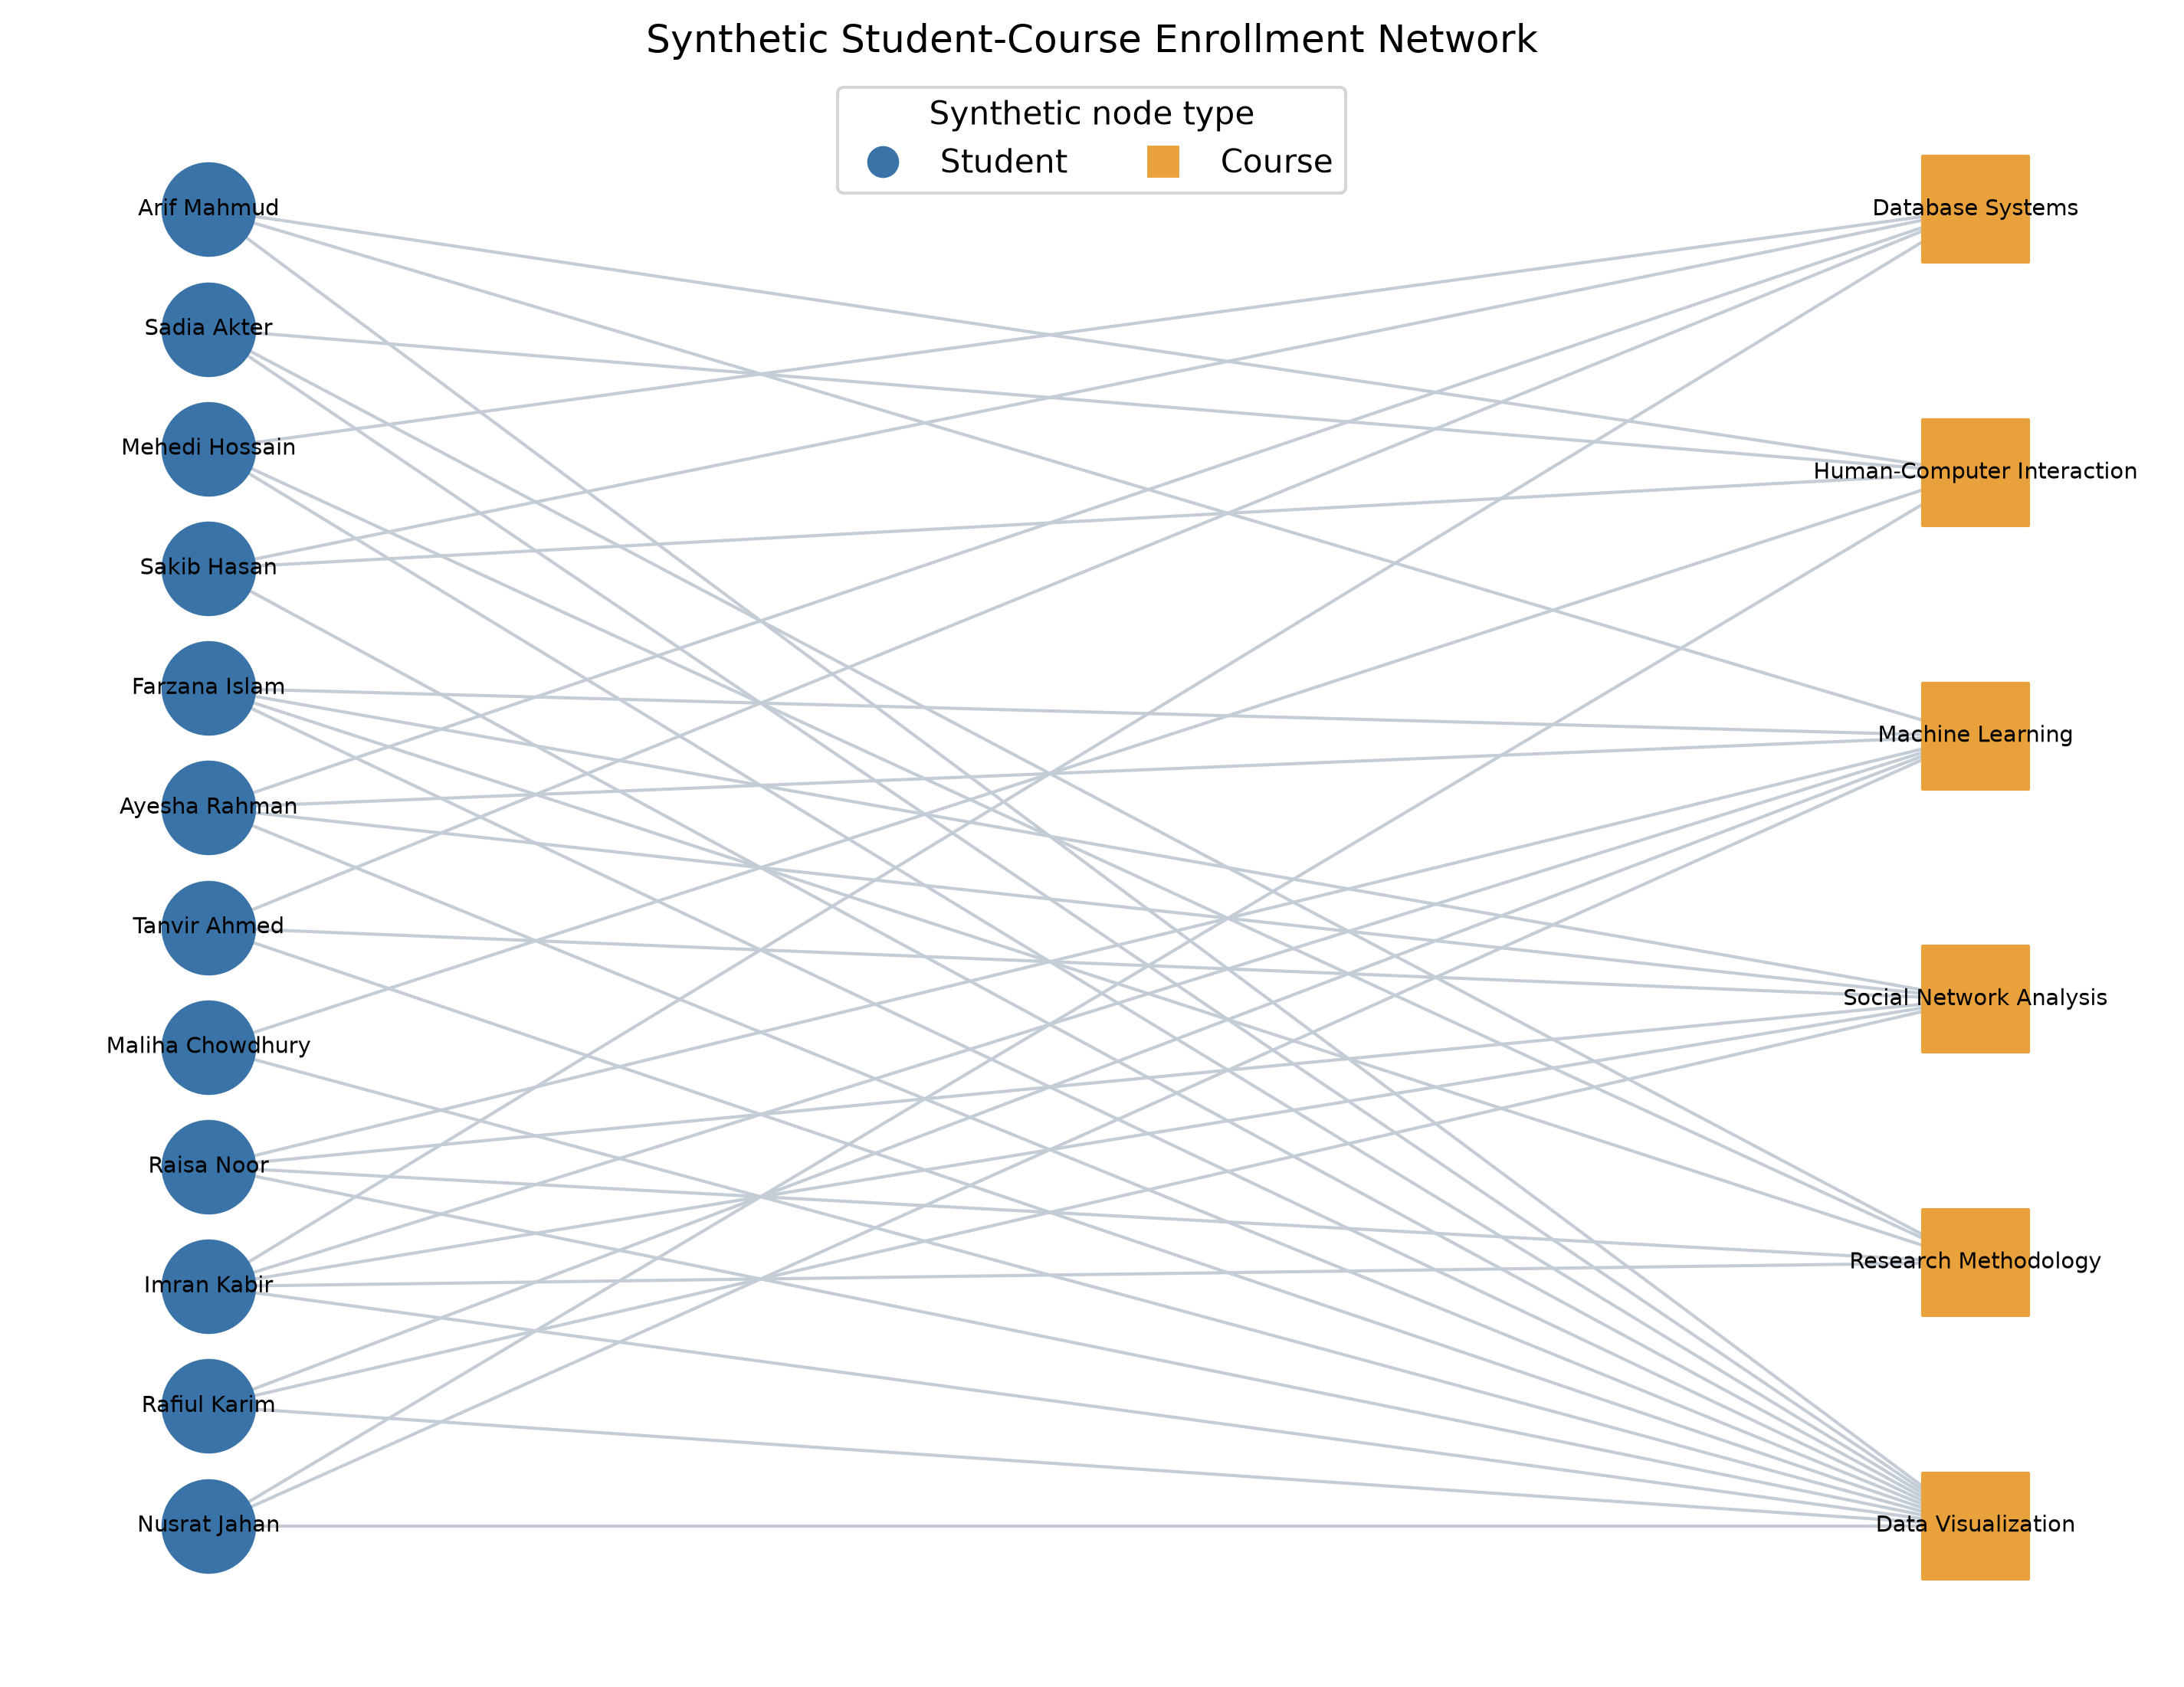 Synthetic Student-Course Enrollment Network
Synthetic node type
Student
Course
Arif Mahmud
Sadia Akter
Mehedi Hossain
Sakib Hasan
Farzana Islam
Ayesha Rahman
Tanvir Ahmed
Maliha Chowdhury
Raisa Noor
Imran Kabir
Rafiul Karim
Nusrat Jahan
Database Systems
Human-Computer Interaction
Machine Learning
Social Network Analysis
Research Methodology
Data Visualization